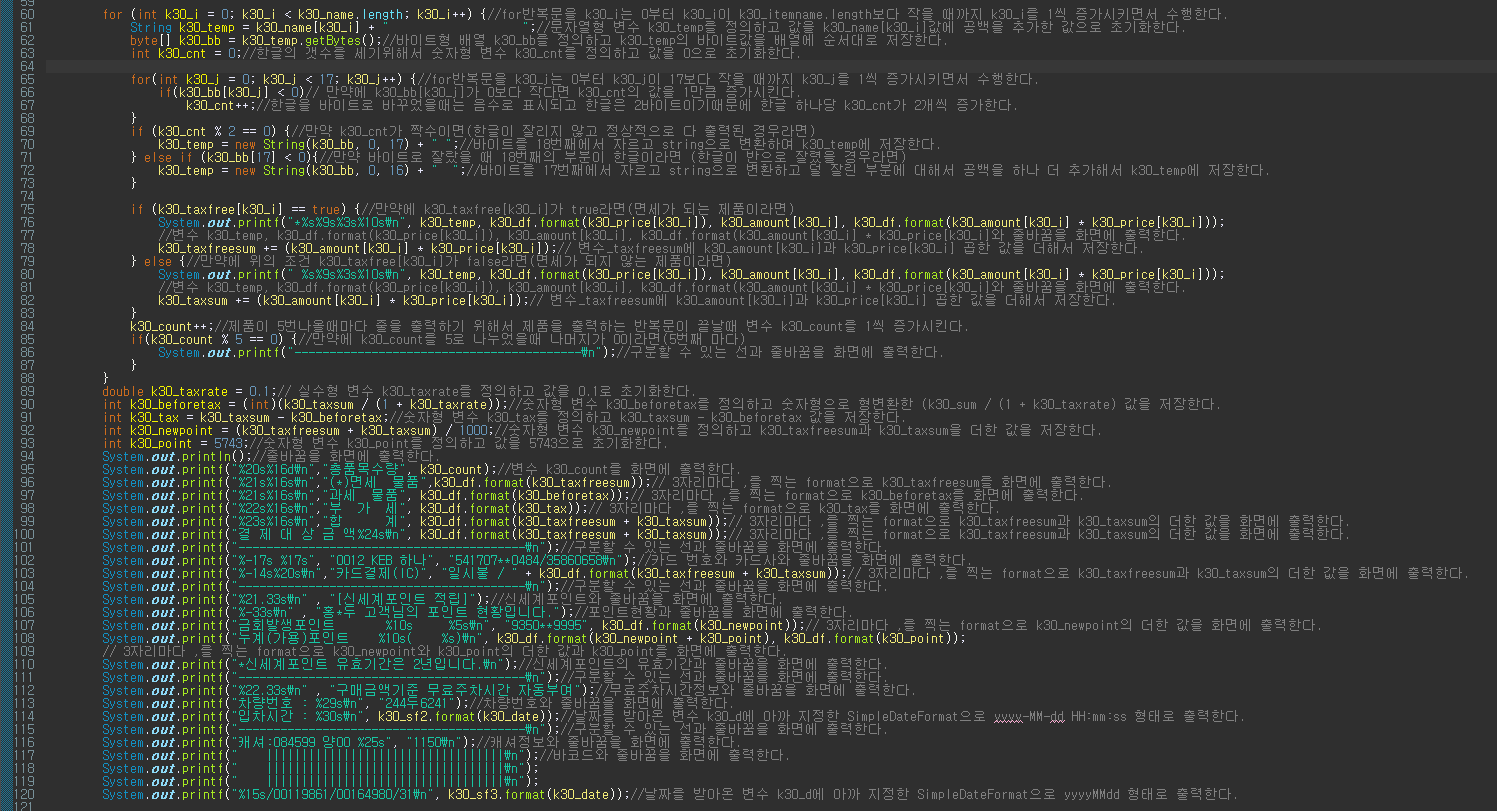 59
60 for (int k30_i = 0; k30_i < k30_name.length; k30_i++) {//for반복문을 k30_i는 0부터 k30_i이 k30_itemname.length보다 작을 때까지 k30_i를 1씩 증가시키면서 수행한다.
61 String k30_temp = k30_name[k30_i] + "                    ";//문자열형 변수 k30_temp를 정의하고 값을 k30_name[k30_i]값에 공백을 추가한 값으로 초기화한다.
62 byte[] k30_bb = k30_temp.getBytes();//바이트형 배열 k30_bb를 정의하고 k30_temp의 바이트값을 배열에 순서대로 저장한다.
63 int k30_cnt = 0;//한글의 갯수를 세기위해서 숫자형 변수 k30_cnt를 정의하고 값을 0으로 초기화한다.
64
65 for(int k30_j = 0; k30_j < 17; k30_j++) {//for반복문을 k30_j는 0부터 k30_j이 17보다 작을 때까지 k30_j를 1씩 증가시키면서 수행한다.
66 if(k30_bb[k30_j] < 0)// 만약에 k30_bb[k30_j]가 0보다 작다면 k30_cnt의 값을 1만큼 증가시킨다.
67 k30_cnt++;//한글을 바이트로 바꾸었을때는 음수로 표시되고 한글은 2바이트이기때문에 한글 하나당 k30_cnt가 2개씩 증가한다.
68 }
69 if (k30_cnt % 2 == 0) {//만약 k30_cnt가 짝수이면(한글이 잘리지 않고 정상적으로 다 출력된 경우라면)
70 k30_temp = new String(k30_bb, 0, 17) + " ";//바이트를 18번째에서 자르고 string으로 변환하여 k30_temp에 저장한다.
71 } else if (k30_bb[17] < 0){//만약 바이트로 잘랐을 때 18번째의 부분이 한글이라면 (한글이 반으로 잘렸을 경우라면)
72 k30_temp = new String(k30_bb, 0, 16) + "  ";//바이트를 17번째에서 자르고 string으로 변환하고 덜 잘린 부분에 대해서 공백을 하나 더 추가해서 k30_temp에 저장한다.
73 }
74
75 if (k30_taxfree[k30_i] == true) {//만약에 k30_taxfree[k30_i]가 true라면(면세가 되는 제품이라면)
76 System.out.printf("*%s%9s%3s%10s\n", k30_temp, k30_df.format(k30_price[k30_i]), k30_amount[k30_i], k30_df.format(k30_amount[k30_i] * k30_price[k30_i]));
77 //변수 k30_temp, k30_df.format(k30_price[k30_i]), k30_amount[k30_i], k30_df.format(k30_amount[k30_i] * k30_price[k30_i]와 줄바꿈을 화면에 출력한다.
78 k30_taxfreesum += (k30_amount[k30_i] * k30_price[k30_i]);// 변수_taxfreesum에 k30_amount[k30_i]과 k30_price[k30_i] 곱한 값을 더해서 저장한다.
79 } else {//만약에 위의 조건 k30_taxfree[k30_i]가 false라면(면세가 되지 않는 제품이라면)
80 System.out.printf(" %s%9s%3s%10s\n", k30_temp, k30_df.format(k30_price[k30_i]), k30_amount[k30_i], k30_df.format(k30_amount[k30_i] * k30_price[k30_i]));
81 //변수 k30_temp, k30_df.format(k30_price[k30_i]), k30_amount[k30_i], k30_df.format(k30_amount[k30_i] * k30_price[k30_i]와 줄바꿈을 화면에 출력한다.
82 k30_taxsum += (k30_amount[k30_i] * k30_price[k30_i]);// 변수_taxfreesum에 k30_amount[k30_i]과 k30_price[k30_i] 곱한 값을 더해서 저장한다.
83 }
84 k30_count++;//제품이 5번나올때마다 줄을 출력하기 위해서 제품을 출력하는 반복문이 끝날때 변수 k30_count를 1씩 증가시킨다.
85 if(k30_count % 5 == 0) {//만약에 k30_count를 5로 나누었을때 나머지가 0이라면(5번째 마다)
86 System.out.printf("-----------------------------------------\n");//구분할 수 있는 선과 줄바꿈을 화면에 출력한다.
87 }
88 }
89 double k30_taxrate = 0.1;// 실수형 변수 k30_taxrate를 정의하고 값을 0.1로 초기화한다.
90 int k30_beforetax = (int)(k30_taxsum / (1 + k30_taxrate));//숫자형 변수 k30_beforetax를 정의하고 숫자형으로 형변환한 (k30_sum / (1 + k30_taxrate) 값을 저장한다.
91 int k30_tax = k30_taxsum - k30_beforetax;//숫자형 변수 k30_tax를 정의하고 k30_taxsum - k30_beforetax 값을 저장한다.
92 int k30_newpoint = (k30_taxfreesum + k30_taxsum) / 1000;//숫자형 변수 k30_newpoint를 정의하고 k30_taxfreesum과 k30_taxsum을 더한 값을 저장한다.
93 int k30_point = 5743;//숫자형 변수 k30_point를 정의하고 값을 5743으로 초기화한다.
94 System.out.println();//줄바꿈을 화면에 출력한다.
95 System.out.printf("%20s%16d\n","총품목수량", k30_count);//변수 k30_count를 화면에 출력한다.
96 System.out.printf("%21s%16s\n","(*)면세  물품",k30_df.format(k30_taxfreesum));// 3자리마다 ,를 찍는 format으로 k30_taxfreesum를 화면에 출력한다.
97 System.out.printf("%21s%16s\n","과세  물품", k30_df.format(k30_beforetax));// 3자리마다 ,를 찍는 format으로 k30_beforetax를 화면에 출력한다.
98 System.out.printf("%22s%16s\n","부  가  세", k30_df.format(k30_tax));// 3자리마다 ,를 찍는 format으로 k30_tax를 화면에 출력한다.
99 System.out.printf("%23s%16s\n","합      계", k30_df.format(k30_taxfreesum + k30_taxsum));// 3자리마다 ,를 찍는 format으로 k30_taxfreesum과 k30_taxsum의 더한 값을 화면에 출력한다.
100 System.out.printf("결 제 대 상 금 액%24s\n", k30_df.format(k30_taxfreesum + k30_taxsum));// 3자리마다 ,를 찍는 format으로 k30_taxfreesum과 k30_taxsum의 더한 값을 화면에 출력한다.
101 System.out.printf("-----------------------------------------\n");//구분할 수 있는 선과 줄바꿈을 화면에 출력한다.
102 System.out.printf("%-17s %17s", "0012 KEB 하나", "541707**0484/35860658\n");//카드 번호와 카드사와 줄바꿈을 화면에 출력한다.
103 System.out.printf("%-14s%20s\n","카드결제(IC)", "일시불 / " + k30_df.format(k30_taxfreesum + k30_taxsum));// 3자리마다 ,를 찍는 format으로 k30_taxfreesum과 k30_taxsum의 더한 값을 화면에 출력한다.
104 System.out.printf("-----------------------------------------\n");//구분할 수 있는 선과 줄바꿈을 화면에 출력한다.
105 System.out.printf("%21.33s\n" , "[신세계포인트 적립]");//신세계포인트와 줄바꿈을 화면에 출력한다.
106 System.out.printf("%-33s\n" , "홍*두 고객님의 포인트 현황입니다.");//포인트현황과 줄바꿈을 화면에 출력한다.
107 System.out.printf("금회발생포인트       %10s     %5s\n", "9350**9995", k30_df.format(k30_newpoint));// 3자리마다 ,를 찍는 format으로 k30_newpoint의 더한 값을 화면에 출력한다.
108 System.out.printf("누계(가용)포인트    %10s(    %s)\n", k30_df.format(k30_newpoint + k30_point), k30_df.format(k30_point));
109 // 3자리마다 ,를 찍는 format으로 k30_newpoint와 k30_point의 더한 값과 k30_point를 화면에 출력한다.
110 System.out.printf("*신세계포인트 유효기간은 2년입니다.\n");//신세계포인트의 유효기간과 줄바꿈을 화면에 출력한다.
111 System.out.printf("-----------------------------------------\n");//구분할 수 있는 선과 줄바꿈을 화면에 출력한다.
112 System.out.printf("%22.33s\n" , "구매금액기준 무료주차시간 자동부여");//무료주차시간정보와 줄바꿈을 화면에 출력한다.
113 System.out.printf("차량번호 : %29s\n", "244두6241");//차량번호와 줄바꿈을 화면에 출력한다.
114 System.out.printf("입차시간 : %30s\n", k30_sf2.format(k30_date));//날짜를 받아온 변수 k30_d에 아까 지정한 SimpleDateFormat으로 yyyy-MM-dd HH:mm:ss 형태로 출력한다.
115 System.out.printf("-----------------------------------------\n");//구분할 수 있는 선과 줄바꿈을 화면에 출력한다.
116 System.out.printf("캐셔:084599 양00 %25s", "1150\n");//캐셔정보와 줄바꿈을 화면에 출력한다.
117 System.out.printf("    ||||||||||||||||||||||||||||||||||\n");//바코드와 줄바꿈을 화면에 출력한다.
118 System.out.printf("    ||||||||||||||||||||||||||||||||||\n");
119 System.out.printf("    ||||||||||||||||||||||||||||||||||\n");
120 System.out.printf("%15s/00119861/00164980/31\n", k30_sf3.format(k30_date));//날짜를 받아온 변수 k30_d에 아까 지정한 SimpleDateFormat으로 yyyyMMdd 형태로 출력한다.
121